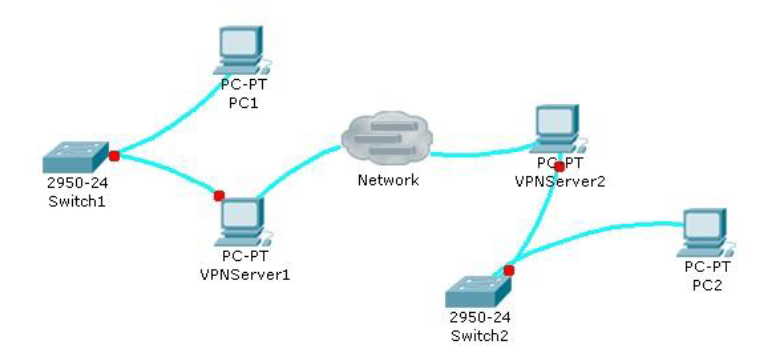 PC-PT
PC1
2950-24
Switch1
PC-PT
VPNServer1
Network
PC-PT
VPNServer2
2950-24
Switch2
PC-PT
PC2